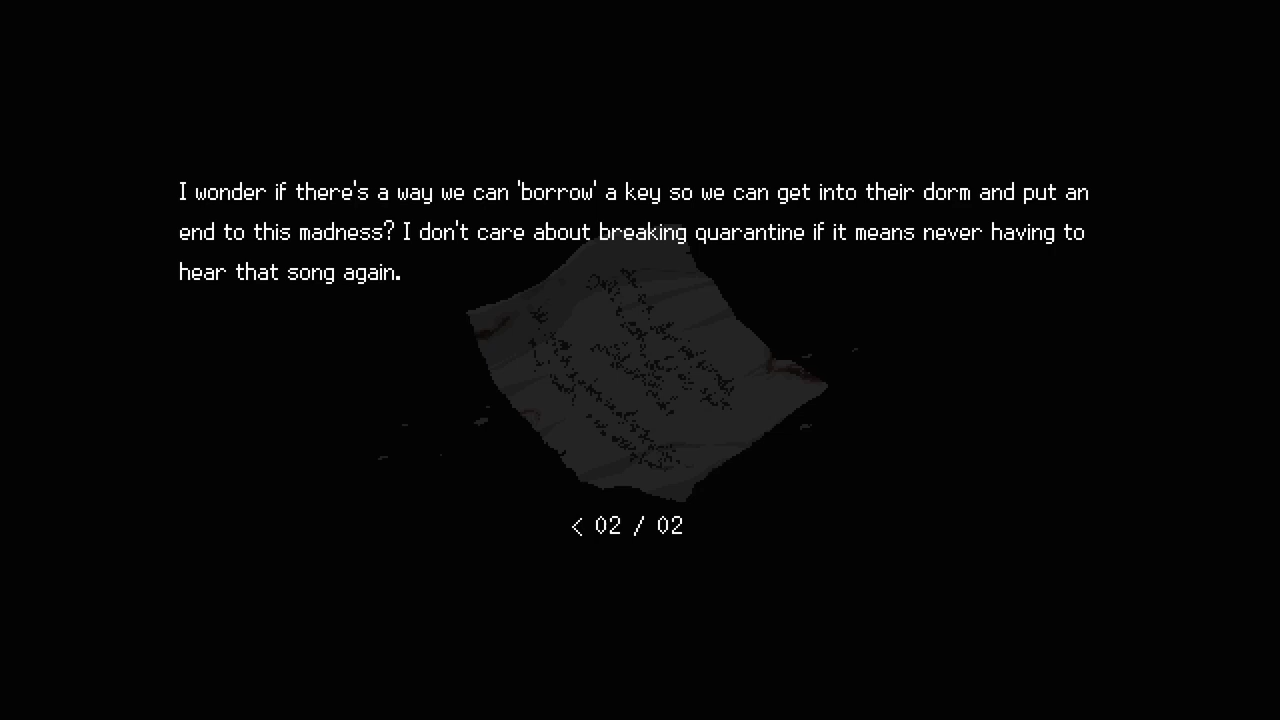 I wonder if there's a way we can 'borrow' a key so we can get into their dorm and put an
end to this madness? I don't care about breaking quarantine if it means never having to
hear that song again.
< 02 / 02